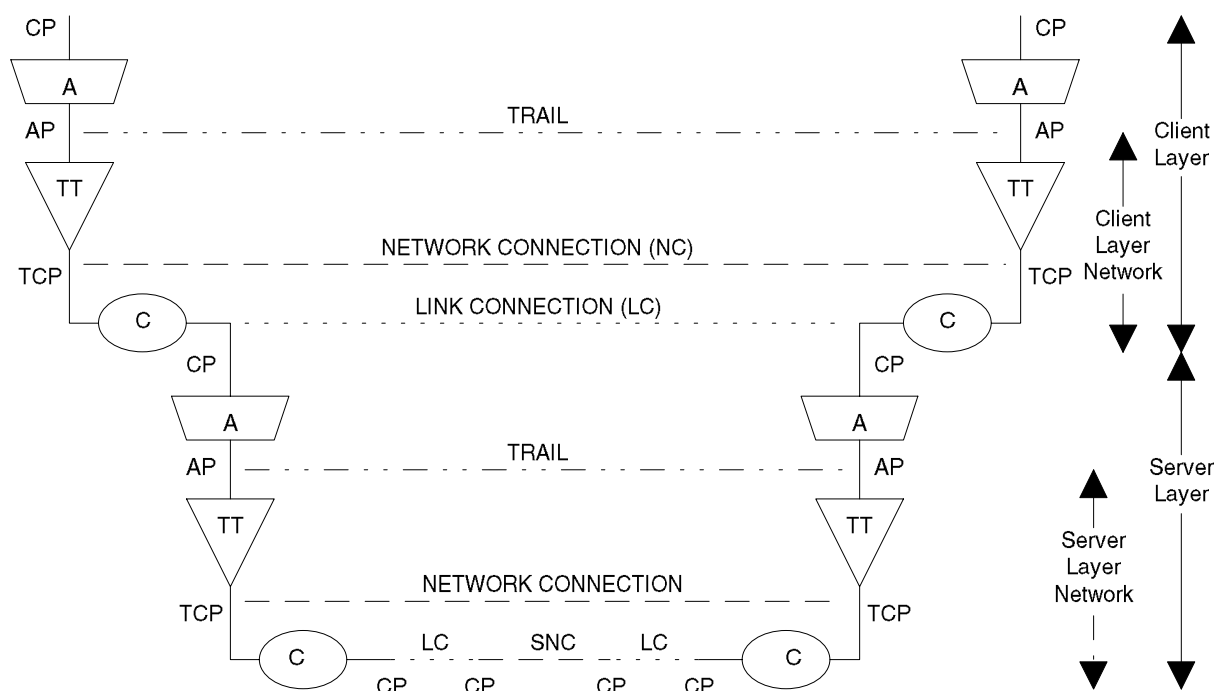 CP CP
A A
AP TRAIL AP
Client
Layer
TT TT
Client
Layer
Network
NETWORK CONNECTION (NC)
TCP TCP
LINK CONNECTION (LC)
C C
CP CP
A A
AP TRAIL AP
Server
Layer
TT TT
Server
Layer
Network
NETWORK CONNECTION
TCP TCP
LC SNC LC
C C
CP CP CP CP